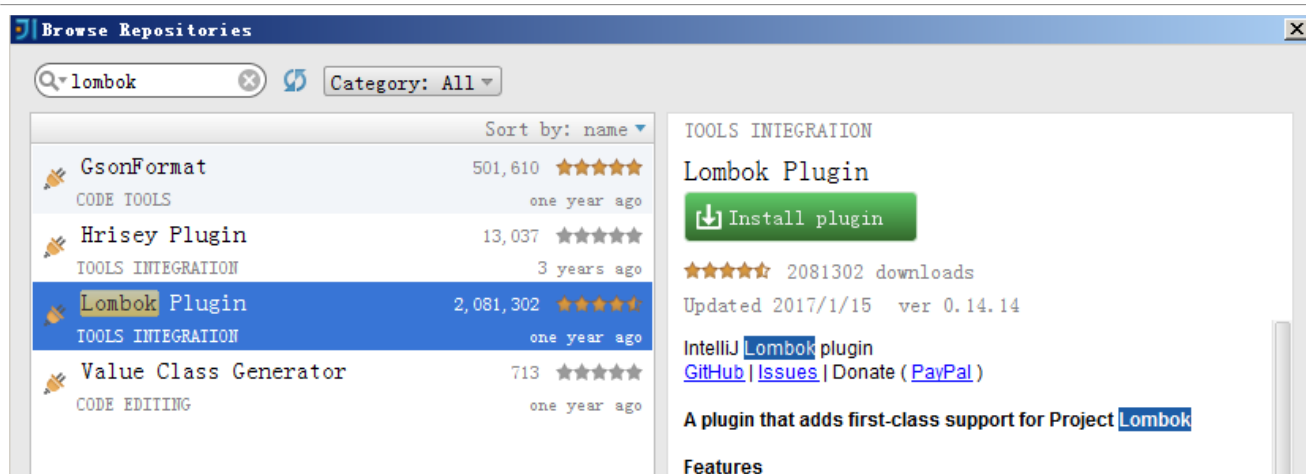 Browse Repositories
lombok
Category: All
Sort by: name
GsonFormat 501,610
CODE TOOLS one year ago
Hrisey Plugin 13,037
TOOLS INTEGRATION 3 years ago
Lombok Plugin 2,081,302
TOOLS INTEGRATION one year ago
Value Class Generator 713
CODE EDITING one year ago
TOOLS INTEGRATION
Lombok Plugin
Install plugin
2081302 downloads
Updated 2017/1/15 ver 0.14.14
IntelliJ Lombok plugin
GitHub | Issues | Donate ( PayPal )
A plugin that adds first-class support for Project Lombok
Features